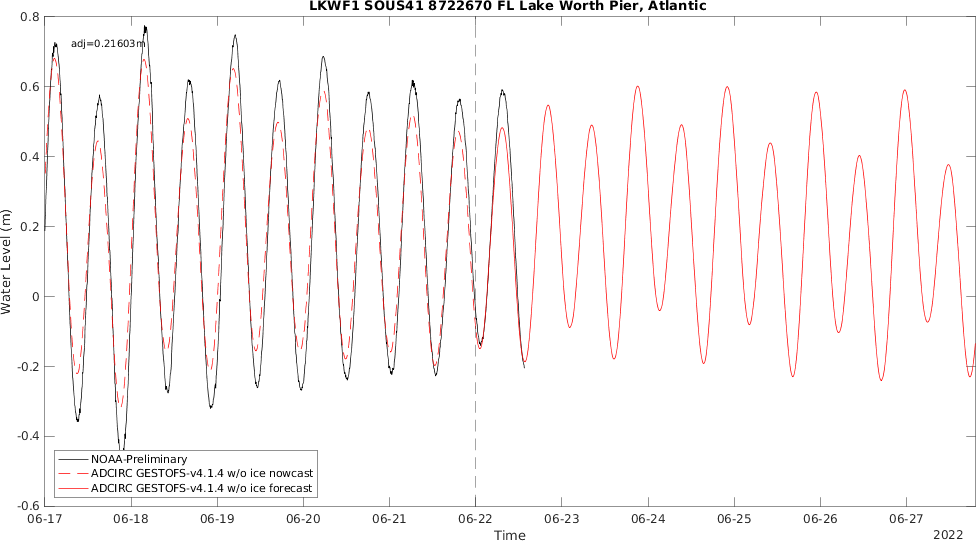 LKWF1 SOUS41 8722670 FL Lake Worth Pier, Atlantic
adj=0.21603m
0.8
0.6
0.4
0.2
0
-0.2
-0.4
-0.6
Water Level (m)
NOAA-Preliminary
ADCIRC GESTOFS-v4.1.4 w/o ice nowcast
ADCIRC GESTOFS-v4.1.4 w/o ice forecast
06-17 06-18 06-19 06-20 06-21 06-22 06-23 06-24 06-25 06-26 06-27
Time
2022